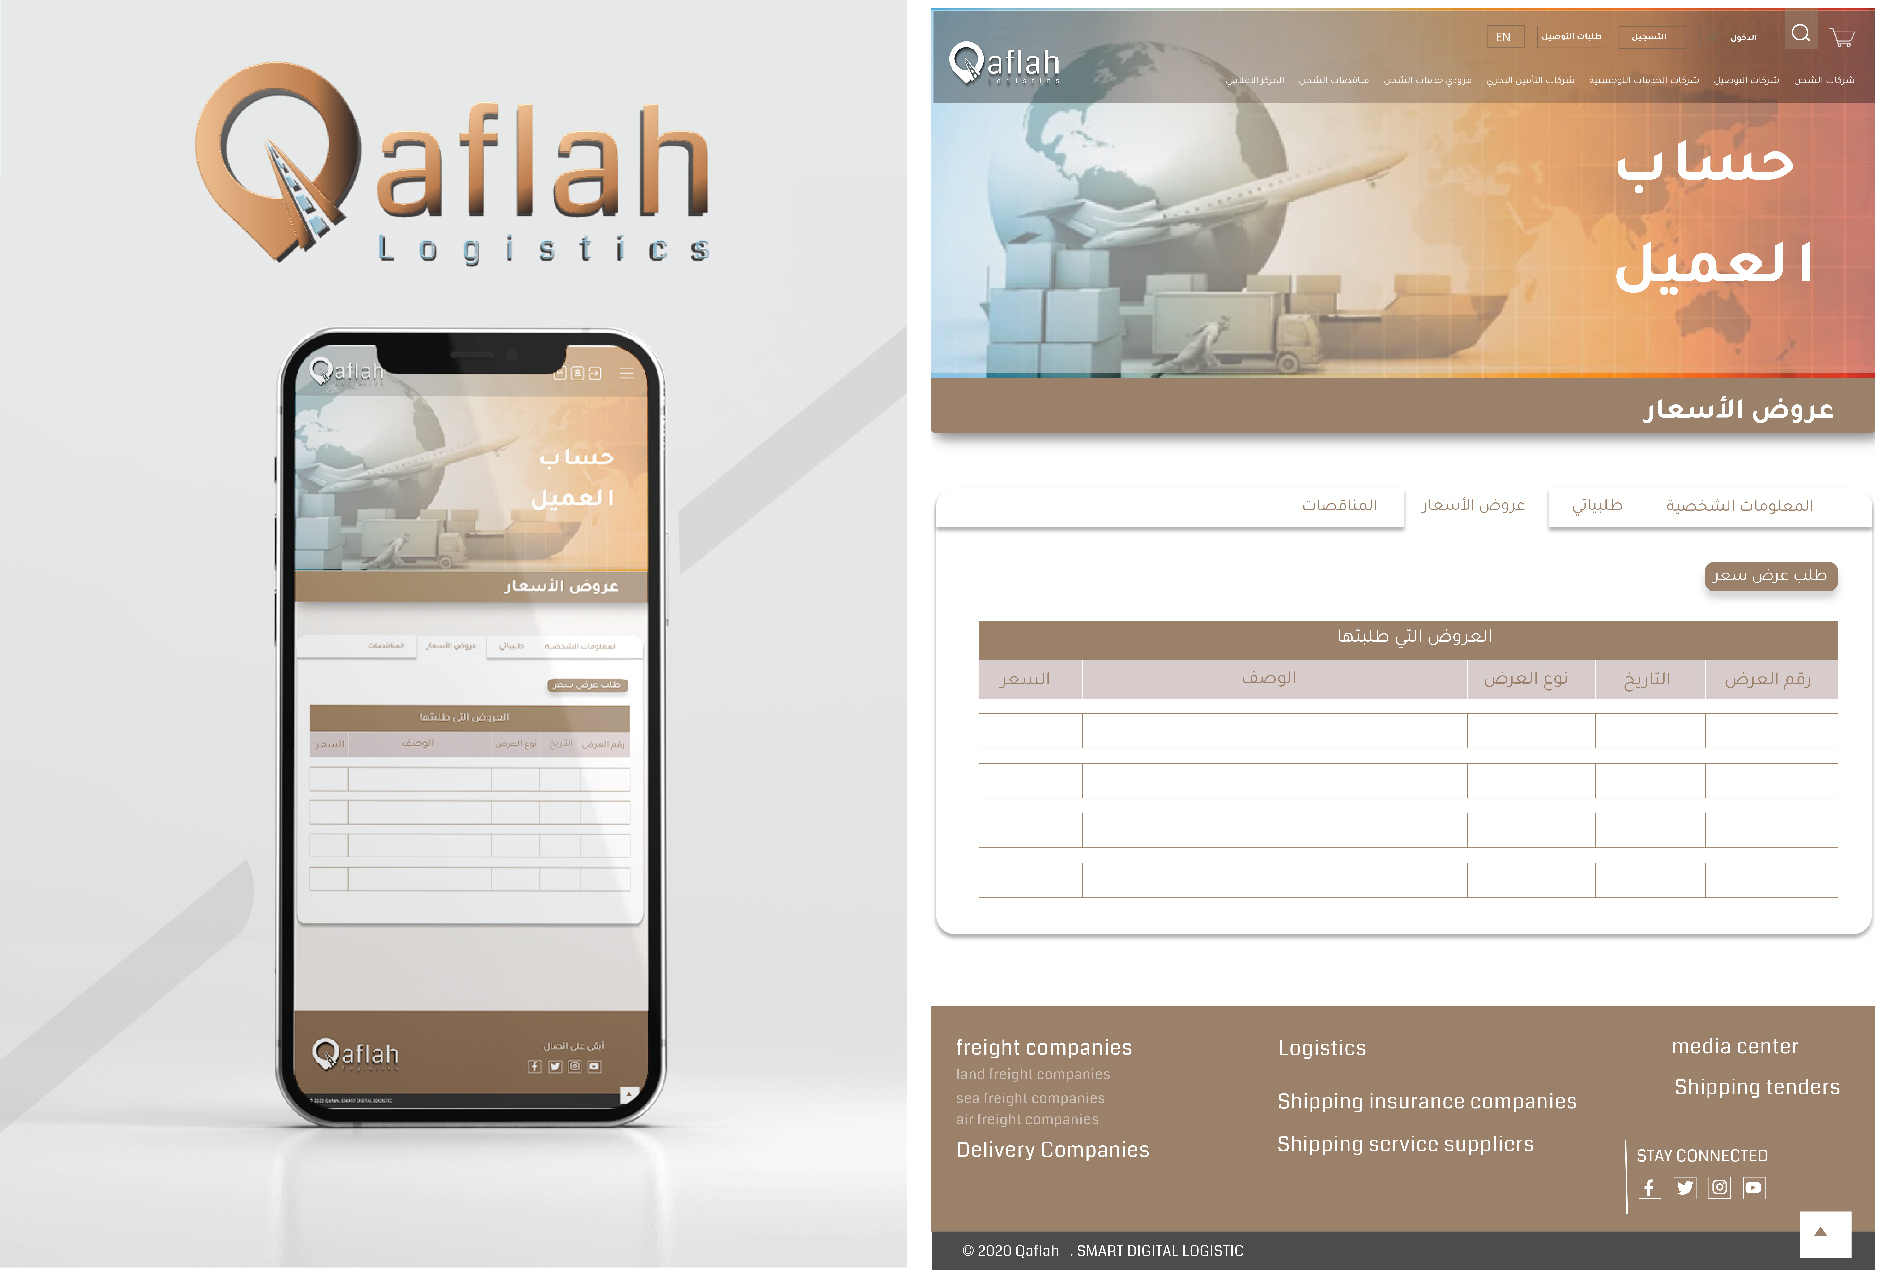 Qaflah
Logistics
Qaflah
Logistics
حساب
العميل
عروض الأسعار
المعلومات الشخصية
طلبياتي
عروض الأسعار
المناقصات
طلب عرض سعر
العروض التي طلبتها
رقم العرض
التاريخ
نوع العرض
الوصف
السعر
أبقى على اتصال
Qaflah
Logistics
© 2020 Qaflah. SMART DIGITAL LOGISTIC
Qaflah
Logistics
الدخول
التسجيل
طلبات التوصيل
EN
شركات الشحن
شركات التوصيل
شركات الخدمات اللوجستية
شركات التأمين البحري
مزودي خدمات الشحن
مناقصات الشحن
المركز الاعلامي
حساب
العميل
عروض الأسعار
المعلومات الشخصية
طلبياتي
عروض الأسعار
المناقصات
طلب عرض سعر
العروض التي طلبتها
رقم العرض
التاريخ
نوع العرض
الوصف
السعر
freight companies
land freight companies
sea freight companies
air freight companies
Delivery Companies
Logistics
Shipping insurance companies
Shipping service suppliers
media center
Shipping tenders
STAY CONNECTED
© 2020 Qaflah . SMART DIGITAL LOGISTIC